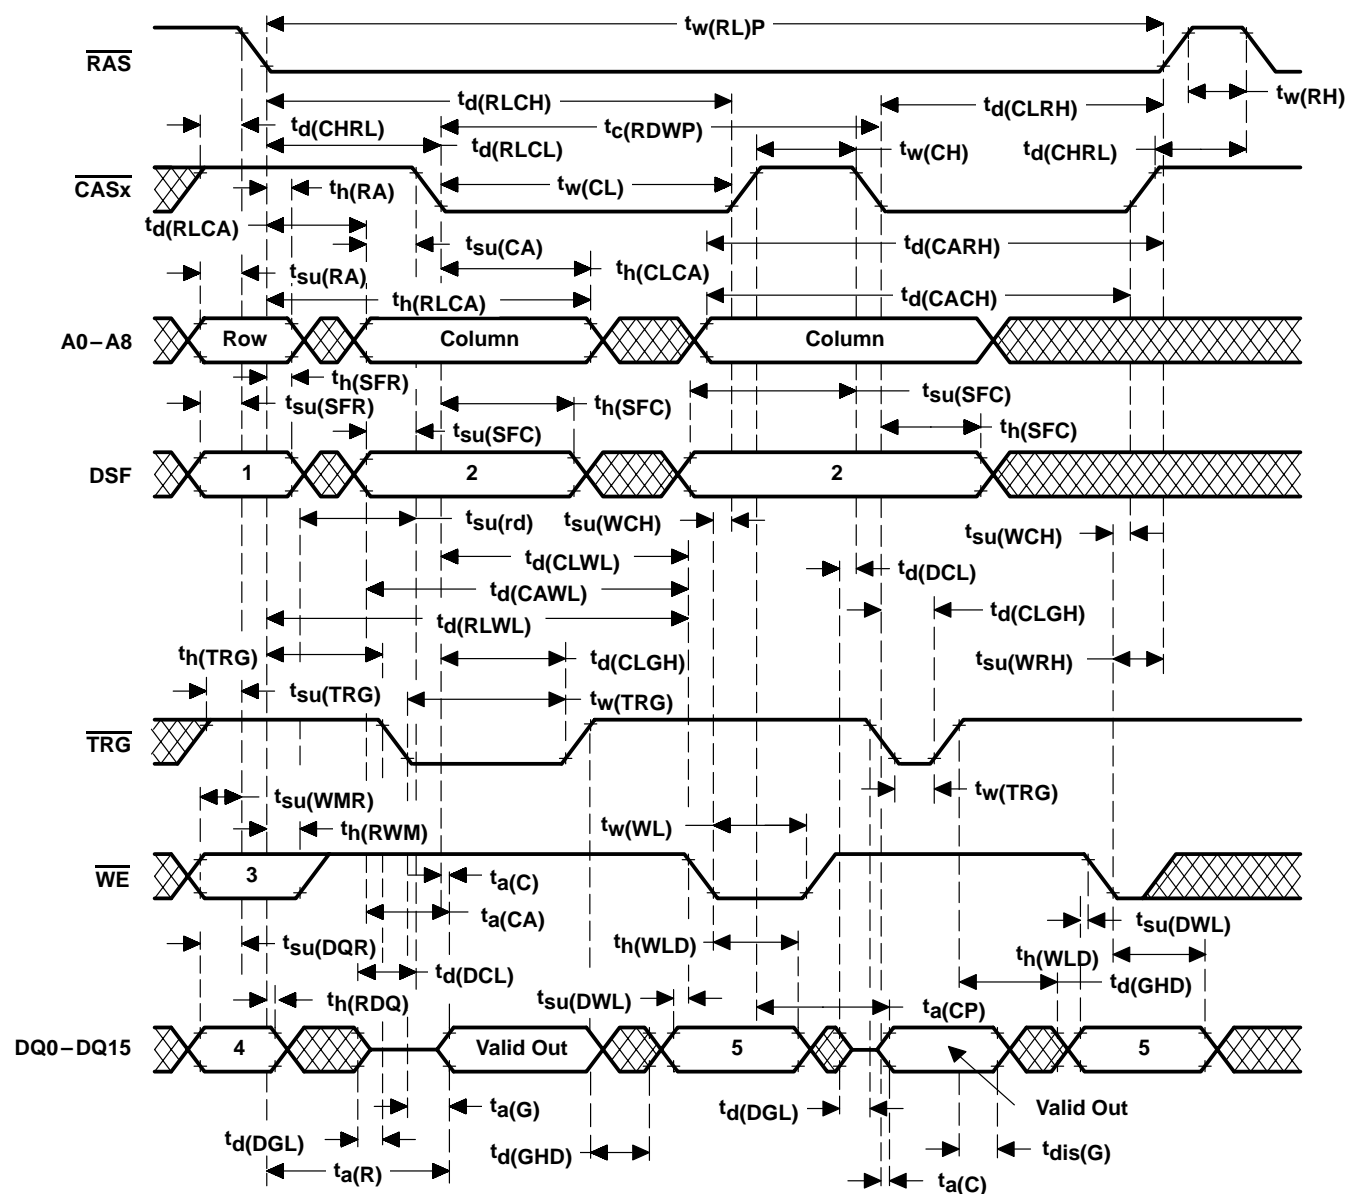 tw(RL)P
RAS
td(RLCH)
td(CLRH)
tw(RH)
td(CHRL)
tc(RDWP)
td(RLCL)
tw(CH)
td(CHRL)
CASx
th(RA)
tw(CL)
td(RLCA)
tsu(CA)
td(CARH)
tsu(RA)
th(CLCA)
th(RLCA)
td(CACH)
A0–A8
Row
Column
Column
th(SFR)
tsu(SFR)
th(SFC)
tsu(SFC)
tsu(SFC)
th(SFC)
DSF
1
2
2
tsu(rd)
tsu(WCH)
tsu(WCH)
td(CLWL)
td(DCL)
td(CAWL)
td(CLGH)
td(RLWL)
th(TRG)
td(CLGH)
tsu(WRH)
tsu(TRG)
tw(TRG)
TRG
tsu(WMR)
tw(TRG)
th(RWM)
tw(WL)
WE
3
ta(C)
ta(CA)
tsu(DWL)
tsu(DQR)
th(WLD)
th(WLD)
td(DCL)
td(GHD)
th(RDQ)
tsu(DWL)
ta(CP)
DQ0–DQ15
4
Valid Out
5
5
ta(G)
td(DGL)
Valid Out
td(DGL)
td(GHD)
tdis(G)
ta(R)
ta(C)